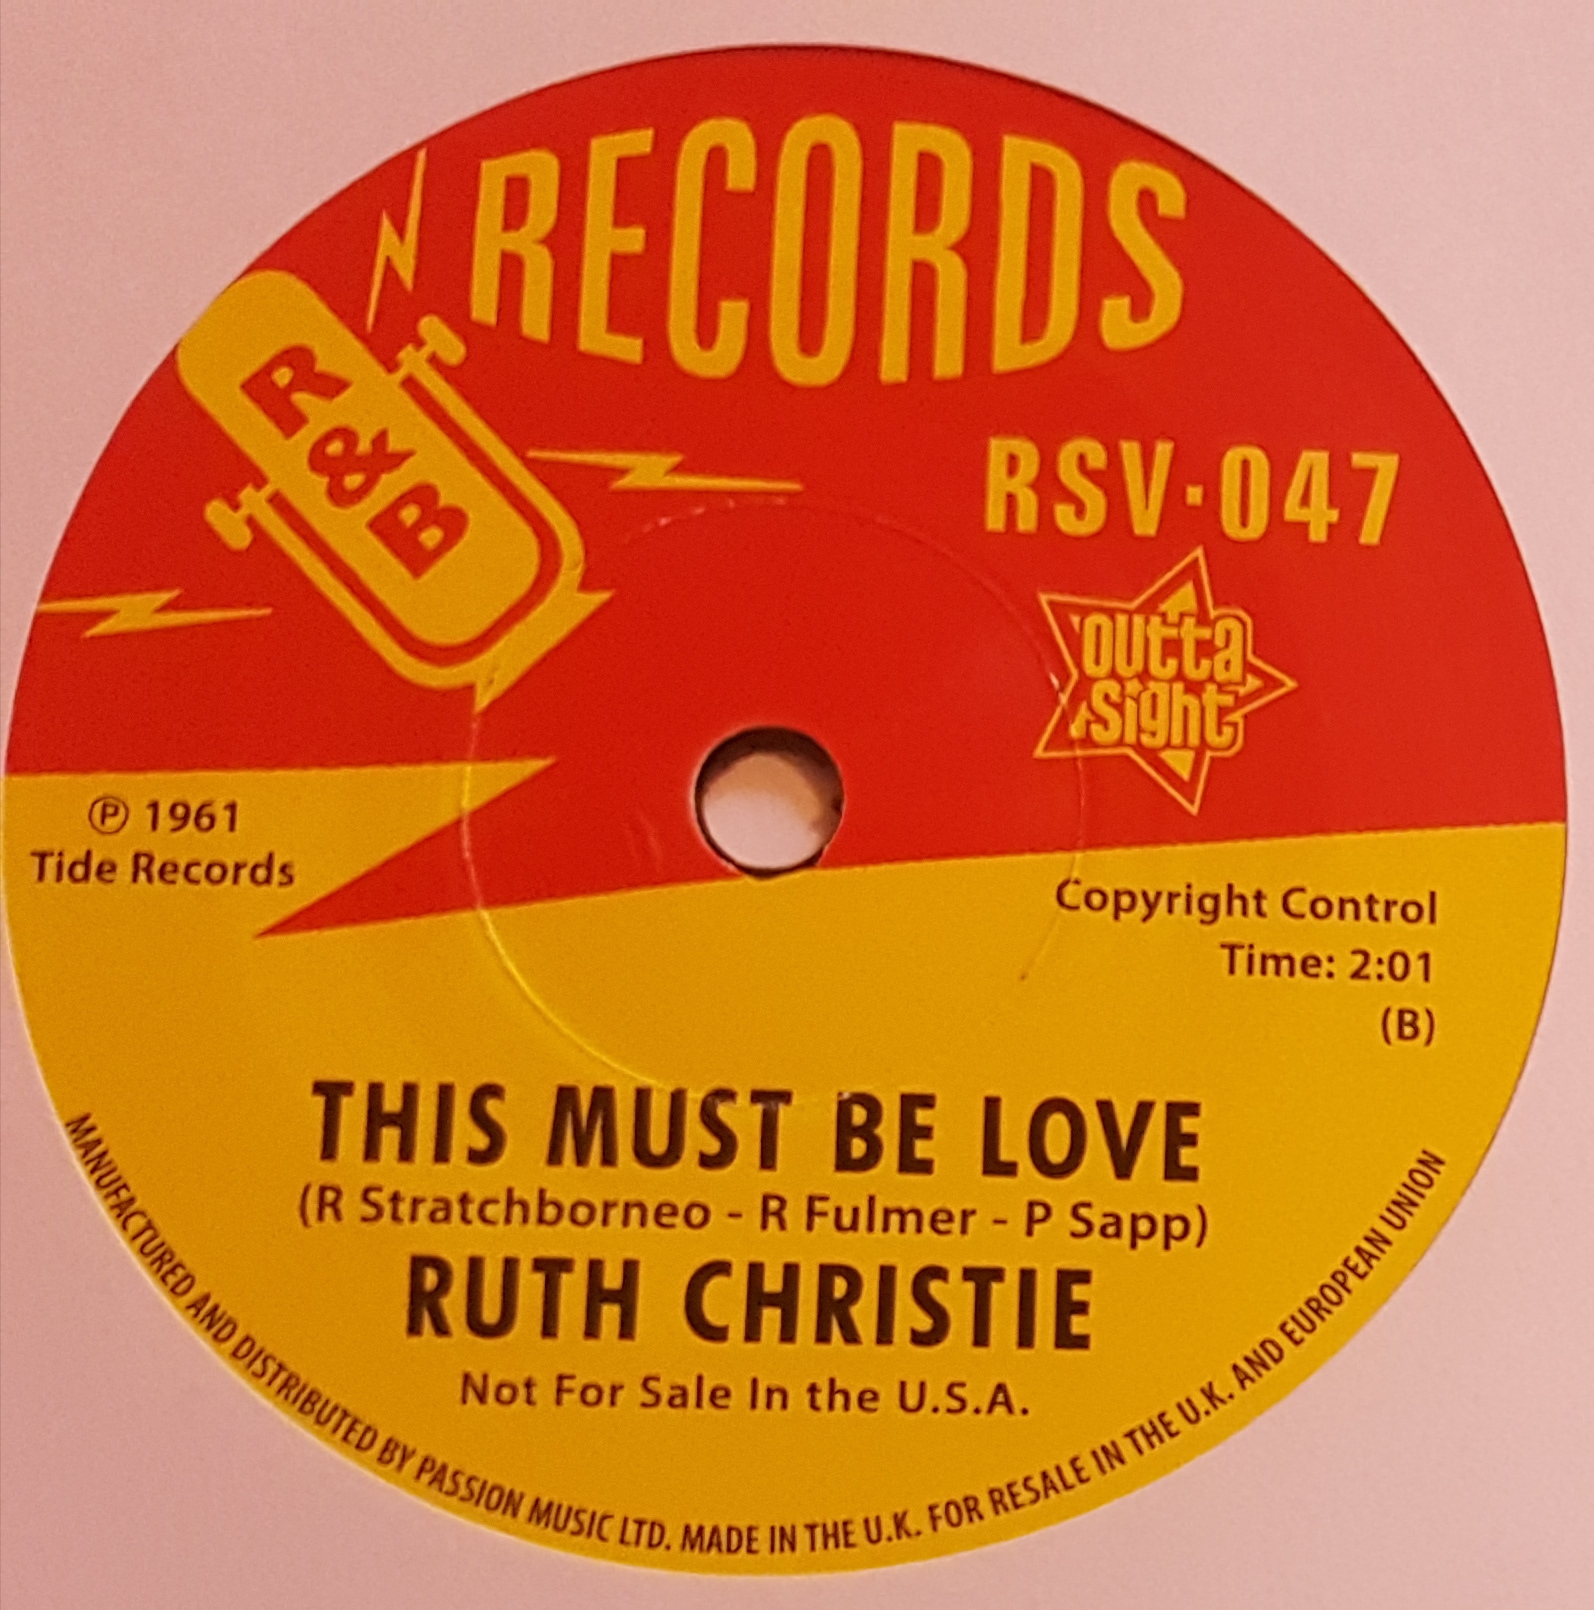 RECORDS
R
&
B
RSV·047
outta
Sight
℗ 1961
Tide Records
Copyright Control
Time: 2:01
(B)
THIS MUST BE LOVE
(R Stratchborneo - R Fulmer - P Sapp)
RUTH CHRISTIE
Not For Sale In the U.S.A.
MANUFACTURED AND DISTRIBUTED BY PASSION MUSIC LTD. MADE IN THE U.K. FOR RESALE IN THE U.K. AND EUROPEAN UNION